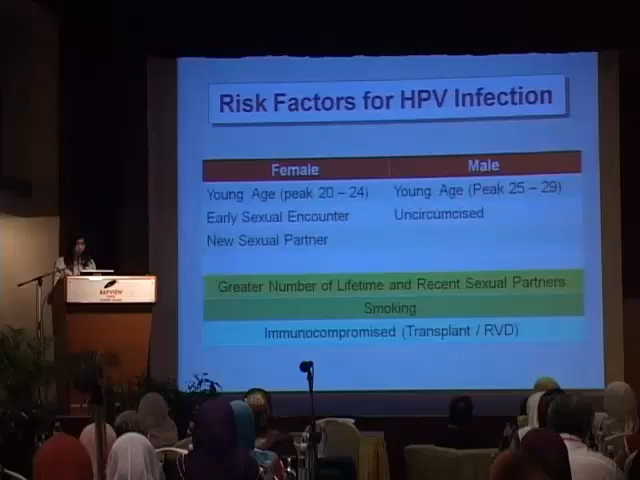 Risk Factors for HPV Infection
Female Male
Young Age (peak 20 – 24) Young Age (Peak 25 – 29)
Early Sexual Encounter Uncircumcised
New Sexual Partner
Greater Number of Lifetime and Recent Sexual Partners
Smoking
Immunocompromised (Transplant / RVD)
BAYVIEW